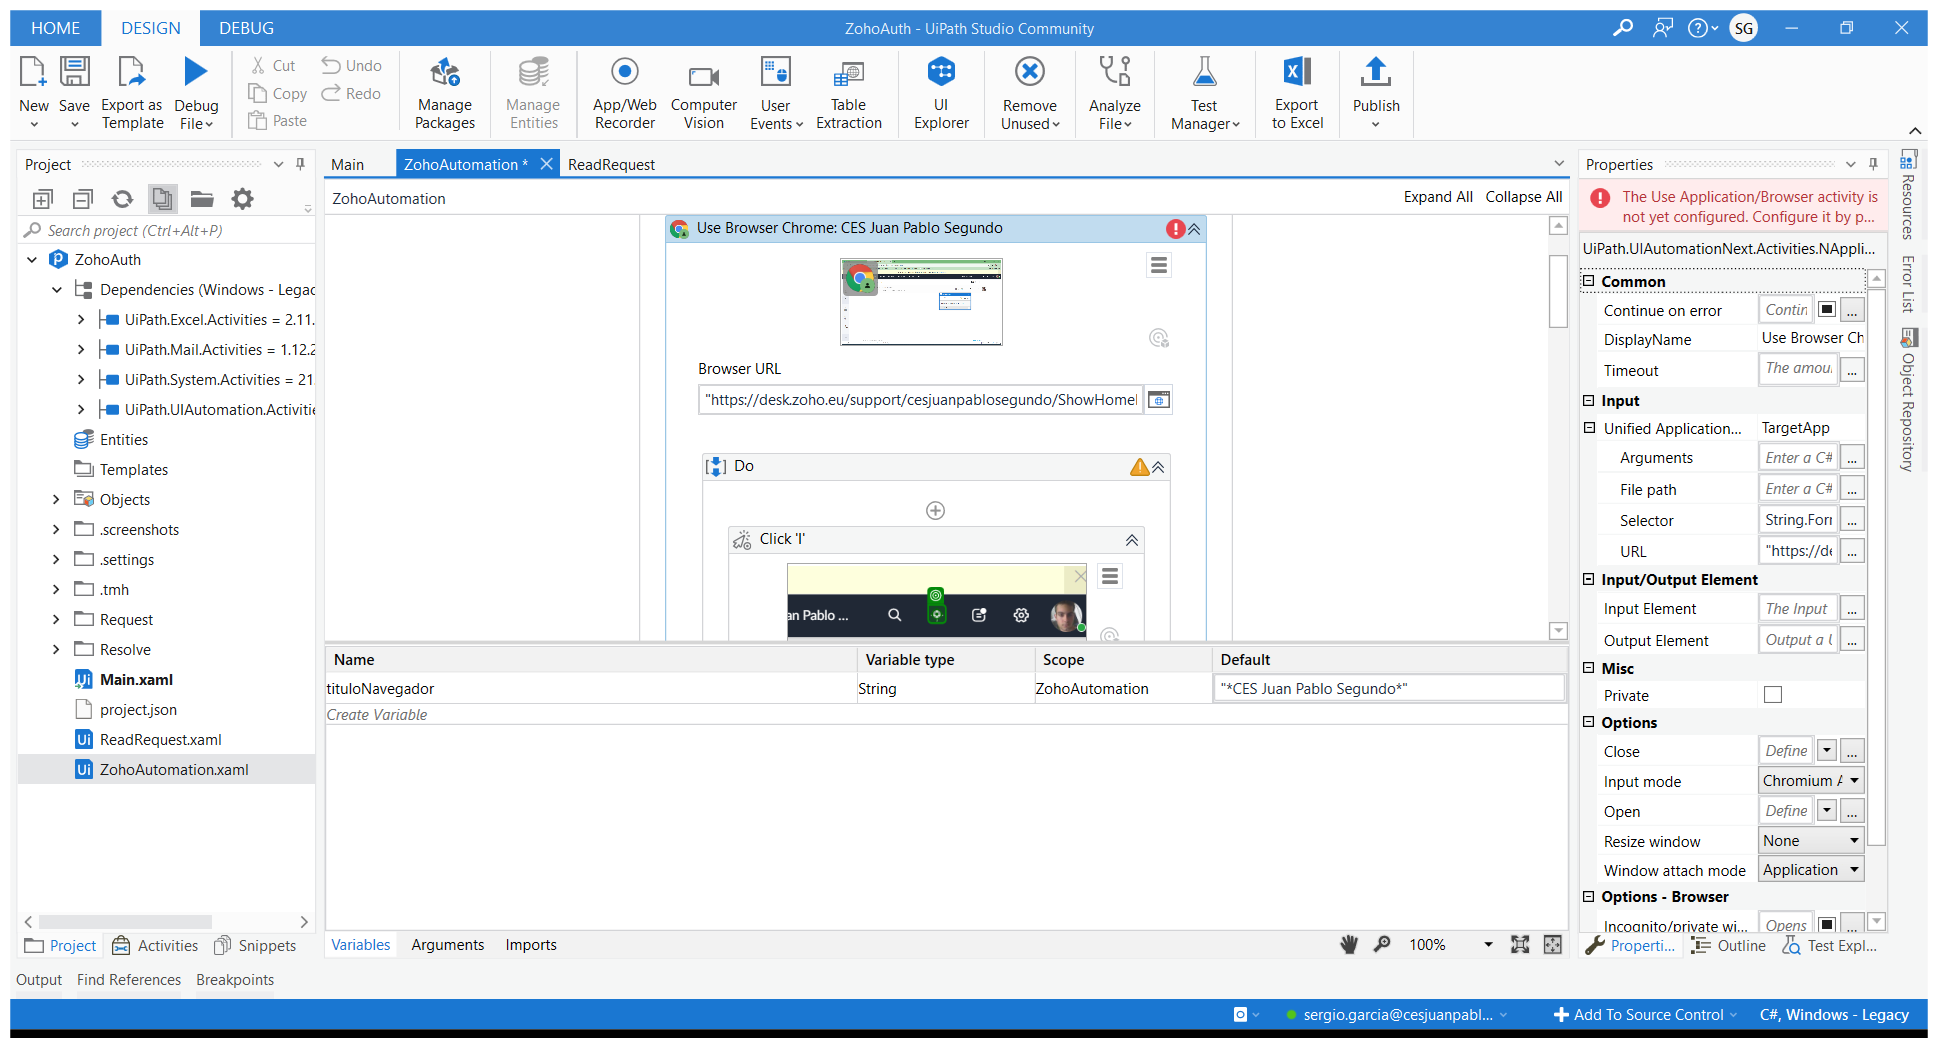 HOME DESIGN DEBUG ZohoAuth - UiPath Studio Community SG
New Save Export as Template Debug File Cut Copy Paste Undo Redo Manage Packages Manage Entities App/Web Recorder Computer Vision User Events Table Extraction UI Explorer Remove Unused Analyze File Test Manager Export to Excel Publish
Project
Search project (Ctrl+Alt+P)
ZohoAuth
Dependencies (Windows - Legac
UiPath.Excel.Activities = 2.11.
UiPath.Mail.Activities = 1.12.2
UiPath.System.Activities = 21.
UiPath.UIAutomation.Activitie
Entities
Templates
Objects
.screenshots
.settings
.tmh
Request
Resolve
Main.xaml
project.json
ReadRequest.xaml
ZohoAutomation.xaml
Project Activities Snippets
Main ZohoAutomation * ReadRequest
ZohoAutomation Expand All Collapse All
Use Browser Chrome: CES Juan Pablo Segundo
Browser URL
"https://desk.zoho.eu/support/cesjuanpablosegundo/ShowHomeI
Do
Click 'I'
an Pablo ...
Name Variable type Scope Default
tituloNavegador String ZohoAutomation "*CES Juan Pablo Segundo*"
Create Variable
Variables Arguments Imports 100%
Properties
The Use Application/Browser activity is
not yet configured. Configure it by p...
UiPath.UIAutomationNext.Activities.NAppli...
Common
Continue on error Contin ...
DisplayName Use Browser Ch
Timeout The amou ...
Input
Unified Application... TargetApp
Arguments Enter a C# ...
File path Enter a C# ...
Selector String.For ...
URL "https://de ...
Input/Output Element
Input Element The Input ...
Output Element Output a U ...
Misc
Private
Options
Close Define ...
Input mode Chromium A
Open Define ...
Resize window None
Window attach mode Application
Options - Browser
Incognito/private wi... Opens ...
Properti... Outline Test Expl...
Resources
Error List
Object Repository
Output Find References Breakpoints
sergio.garcia@cesjuanpabl... Add To Source Control C#, Windows - Legacy